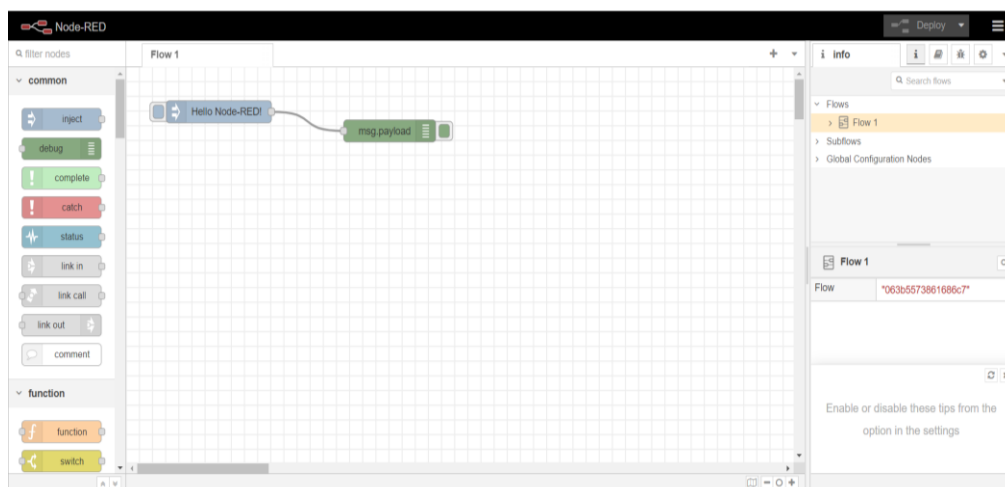 Node-RED
Deploy
filter nodes
Flow 1
info
Search flows
common
inject
debug
complete
catch
status
link in
link call
link out
comment
function
function
switch
Hello Node-RED!
msg.payload
Flows
Flow 1
Subflows
Global Configuration Nodes
Flow 1
Flow "063b5573861686c7"
Enable or disable these tips from the
option in the settings